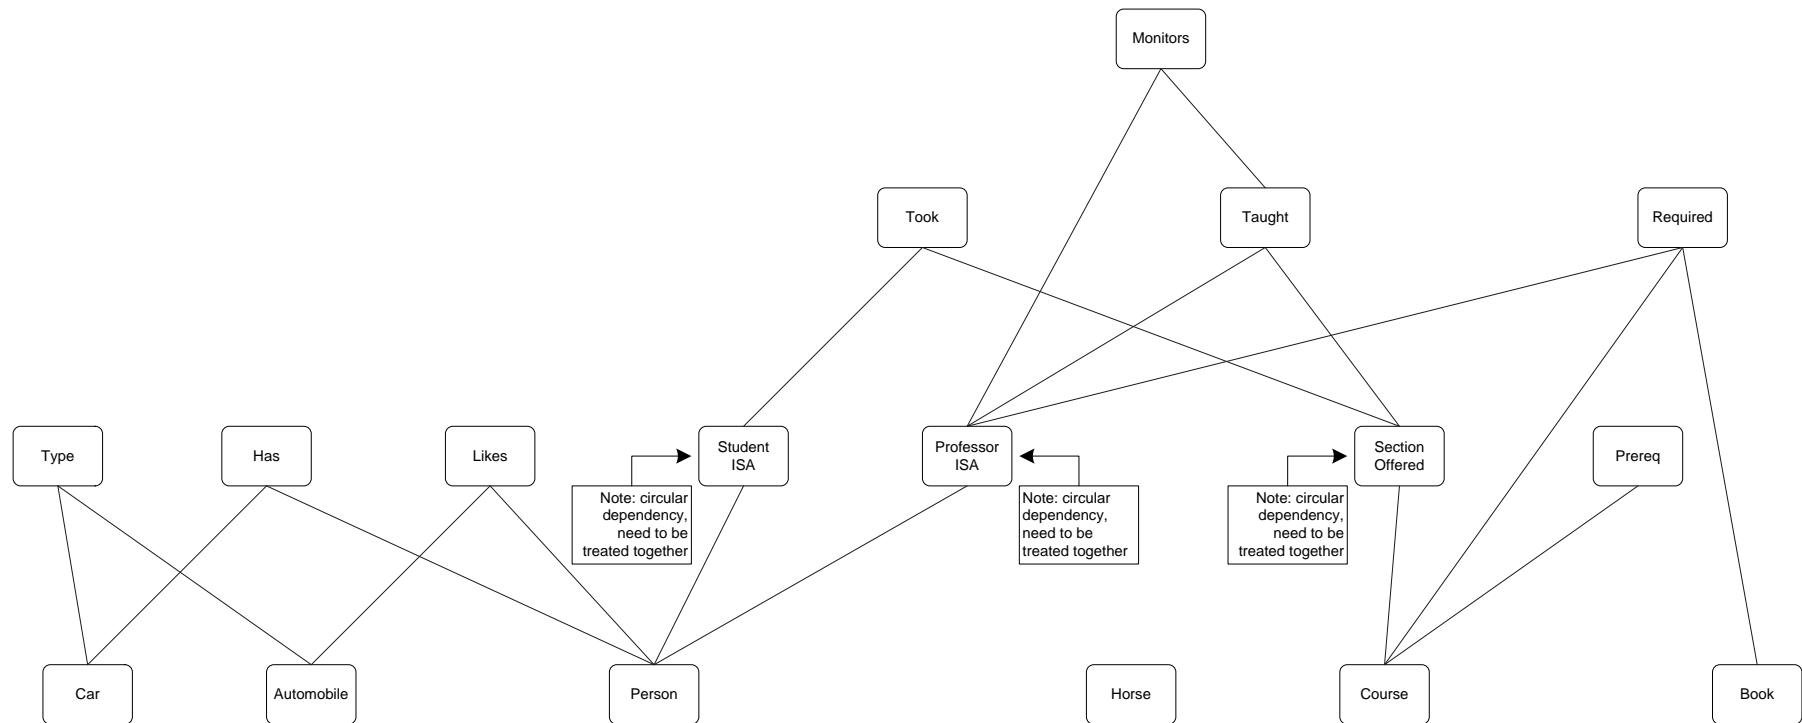 Monitors
Took
Taught
Required
Type
Has
Likes
Student
ISA
Professor
ISA
Section
Offered
Prereq
Note: circular
dependency,
need to be
treated together
Note: circular
dependency,
need to be
treated together
Note: circular
dependency,
need to be
treated together
Car
Automobile
Person
Horse
Course
Book